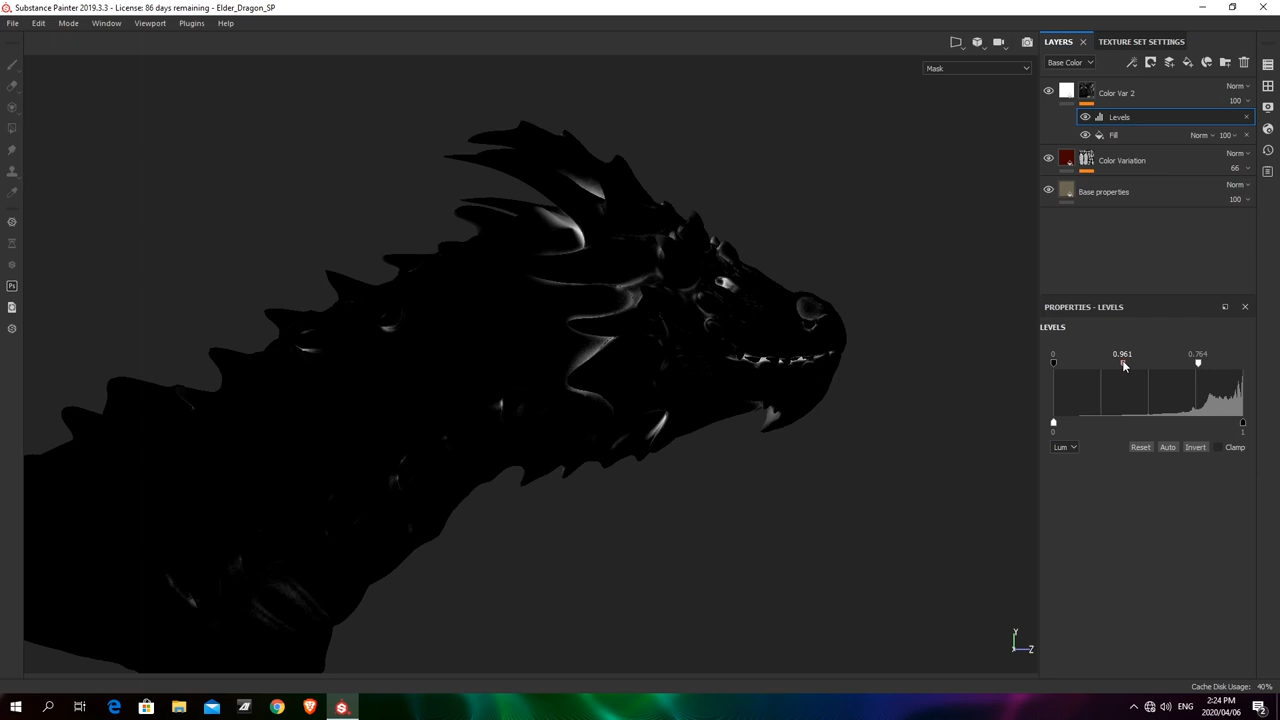 Substance Painter 2019.3.3 - License: 86 days remaining - Elder_Dragon_SP
File Edit Mode Window Viewport Plugins Help
LAYERS TEXTURE SET SETTINGS
Base Color
Mask
Color Var 2 Norm
100
Levels
Fill Norm 100
Color Variation Norm
66
Base properties Norm
100
PROPERTIES - LEVELS
LEVELS
0 0.961 0.764
0 1
Lum Reset Auto Invert Clamp
Ps
Y
Z
Cache Disk Usage: 40%
ENG 2:24 PM
2020/04/06
2